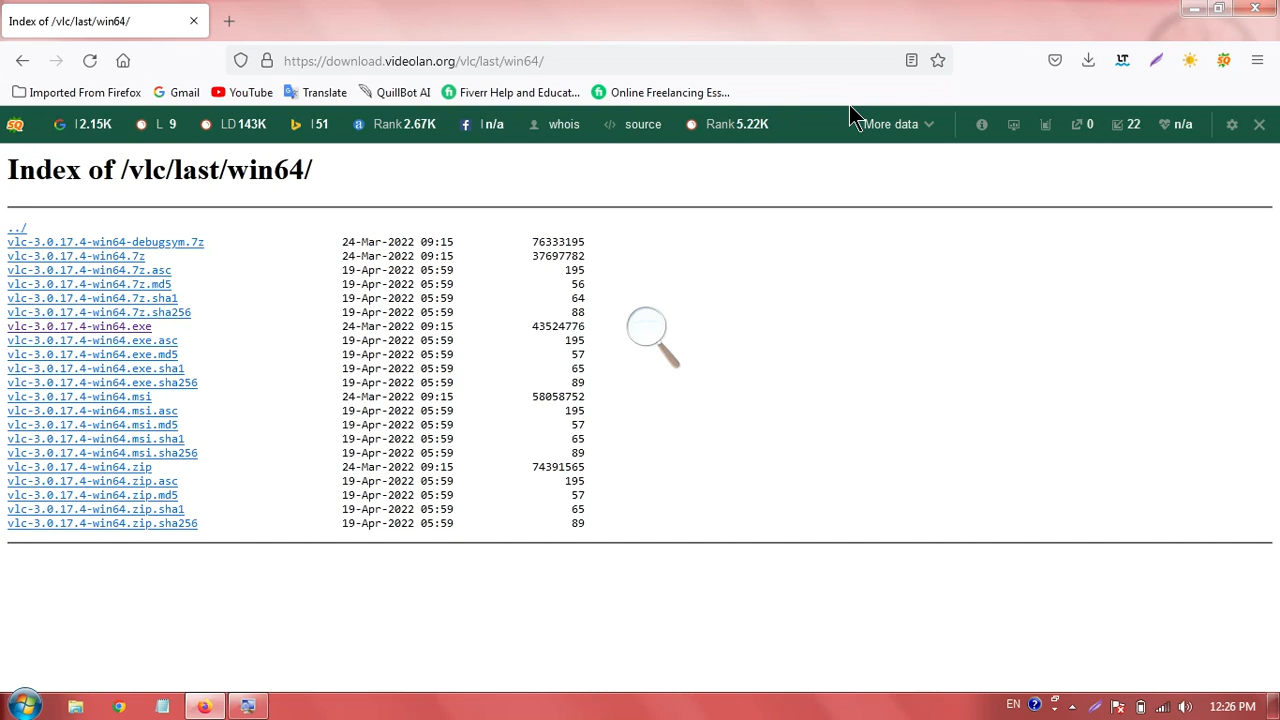 Index of /vlc/last/win64/
https://download.videolan.org/vlc/last/win64/
Imported From Firefox Gmail YouTube Translate QuillBot AI Fiverr Help and Educat... Online Freelancing Ess...
I 2.15K L 9 LD 143K I 51 Rank 2.67K I n/a whois source Rank 5.22K More data 0 22 n/a
Index of /vlc/last/win64/
../
vlc-3.0.17.4-win64-debugsym.7z 24-Mar-2022 09:15 76333195
vlc-3.0.17.4-win64.7z 24-Mar-2022 09:15 37697782
vlc-3.0.17.4-win64.7z.asc 19-Apr-2022 05:59 195
vlc-3.0.17.4-win64.7z.md5 19-Apr-2022 05:59 56
vlc-3.0.17.4-win64.7z.sha1 19-Apr-2022 05:59 64
vlc-3.0.17.4-win64.7z.sha256 19-Apr-2022 05:59 88
vlc-3.0.17.4-win64.exe 24-Mar-2022 09:15 43524776
vlc-3.0.17.4-win64.exe.asc 19-Apr-2022 05:59 195
vlc-3.0.17.4-win64.exe.md5 19-Apr-2022 05:59 57
vlc-3.0.17.4-win64.exe.sha1 19-Apr-2022 05:59 65
vlc-3.0.17.4-win64.exe.sha256 19-Apr-2022 05:59 89
vlc-3.0.17.4-win64.msi 24-Mar-2022 09:15 58058752
vlc-3.0.17.4-win64.msi.asc 19-Apr-2022 05:59 195
vlc-3.0.17.4-win64.msi.md5 19-Apr-2022 05:59 57
vlc-3.0.17.4-win64.msi.sha1 19-Apr-2022 05:59 65
vlc-3.0.17.4-win64.msi.sha256 19-Apr-2022 05:59 89
vlc-3.0.17.4-win64.zip 24-Mar-2022 09:15 74391565
vlc-3.0.17.4-win64.zip.asc 19-Apr-2022 05:59 195
vlc-3.0.17.4-win64.zip.md5 19-Apr-2022 05:59 57
vlc-3.0.17.4-win64.zip.sha1 19-Apr-2022 05:59 65
vlc-3.0.17.4-win64.zip.sha256 19-Apr-2022 05:59 89
EN 12:26 PM